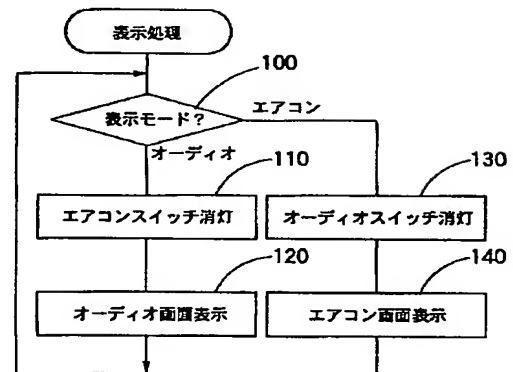 表示処理
100
表示モード？
エアコン
オーディオ
110
130
エアコンスイッチ消灯
オーディオスイッチ消灯
120
140
オーディオ画面表示
エアコン画面表示